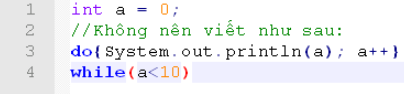 1 int a = 0;
2 //Không nên viết như sau:
3 do{System.out.println(a); a++}
4 while(a<10)